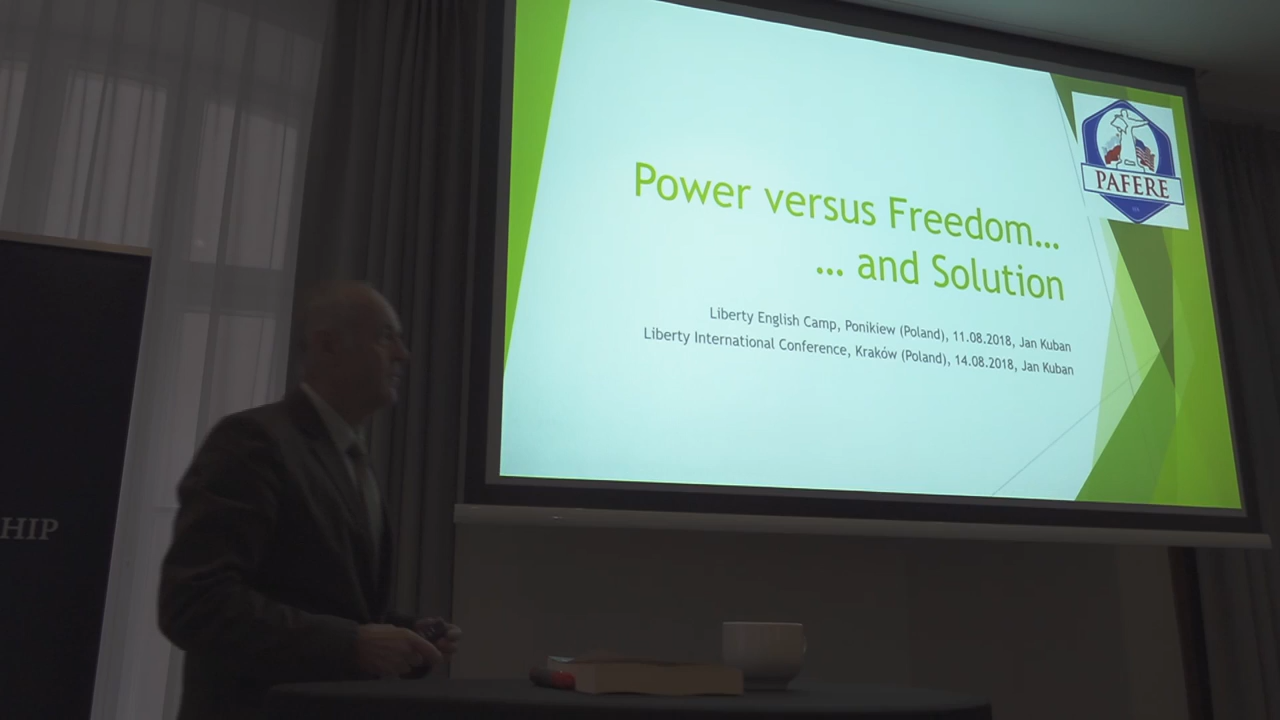 PAFERE
Power versus Freedom...
... and Solution
Liberty English Camp, Ponikiew (Poland), 11.08.2018, Jan Kuban
Liberty International Conference, Kraków (Poland), 14.08.2018, Jan Kuban
HIP